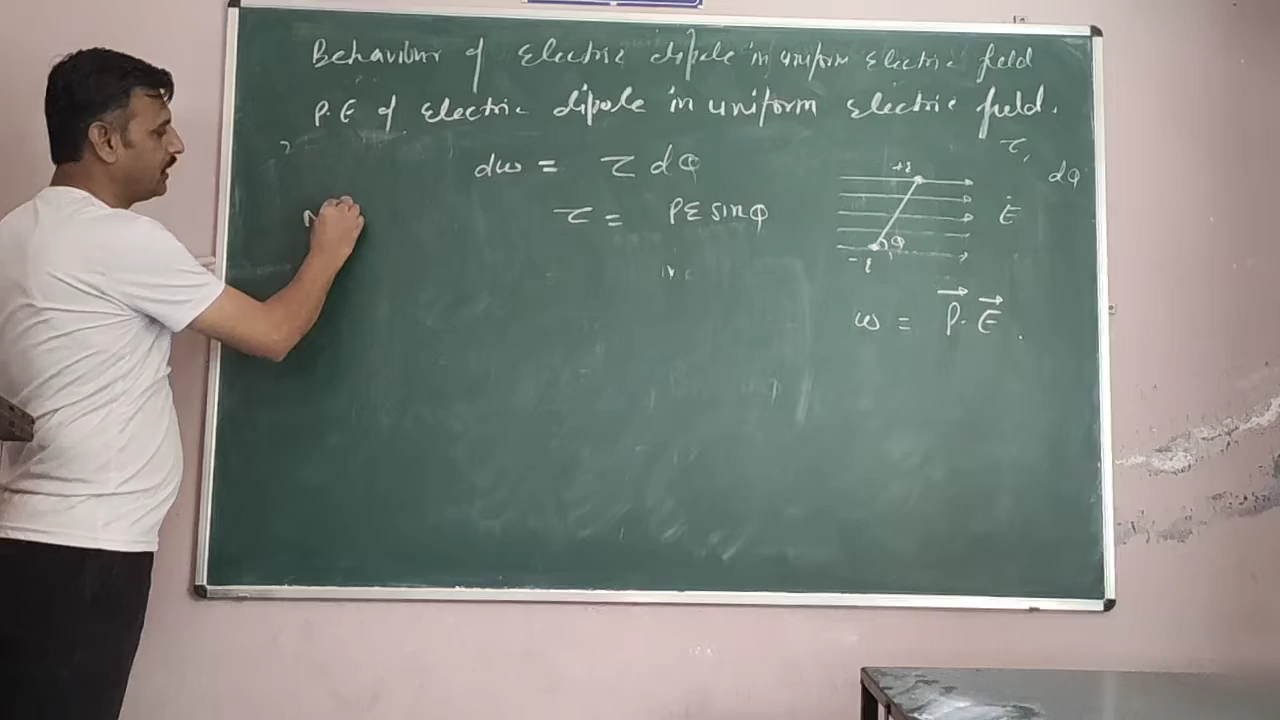 Behaviour of electric dipole in uniform electric field
P.E of electric dipole in uniform electric field.
dw = τ dφ
τ = PE sinφ
τ,
dφ
+q
E
φ
-q
w = P⃗.E⃗